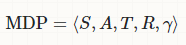 MDP = ⟨S, A, T, R, γ⟩